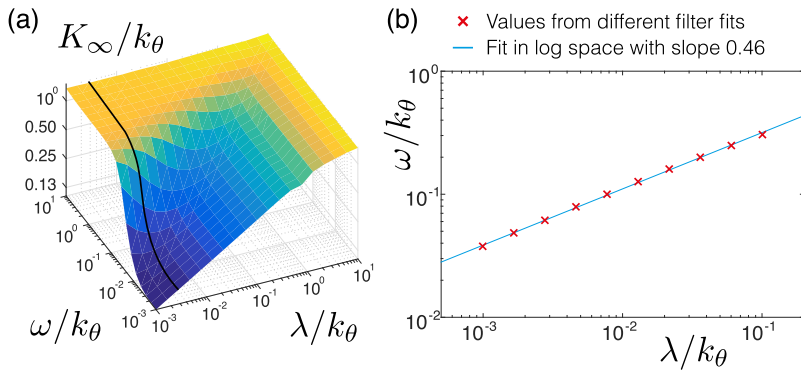 (a)
K∞/kθ
10⁰
0.50
0.25
0.13
10¹
10⁰
10⁻¹
10⁻²
10⁻³
ω/kθ
10⁻³
10⁻²
10⁻¹
10⁰
10¹
λ/kθ
(b)
Values from different filter fits
Fit in log space with slope 0.46
10⁰
10⁻¹
10⁻²
ω/kθ
10⁻³
10⁻²
10⁻¹
λ/kθ